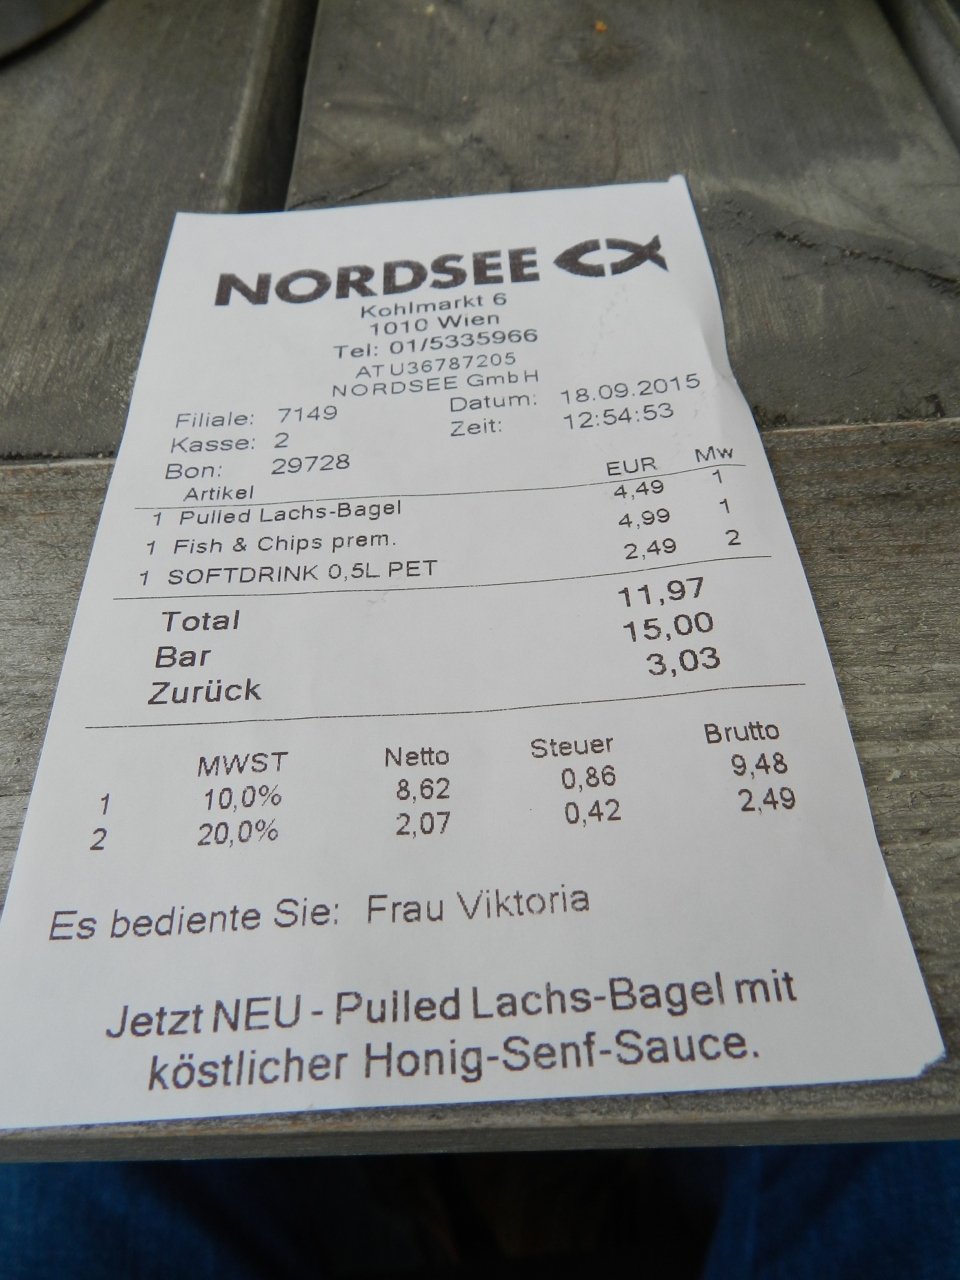 NORDSEE
Kohlmarkt 6
1010 Wien
Tel: 01/5335966
ATU36787205
NORDSEE GmbH
Filiale: 7149 Datum: 18.09.2015
Kasse: 2 Zeit: 12:54:53
Bon: 29728
Artikel EUR Mw
1 Pulled Lachs-Bagel 4,49 1
1 Fish & Chips prem. 4,99 1
1 SOFTDRINK 0,5L PET 2,49 2
Total 11,97
Bar 15,00
Zurück 3,03
MWST Netto Steuer Brutto
1 10,0% 8,62 0,86 9,48
2 20,0% 2,07 0,42 2,49
Es bediente Sie: Frau Viktoria
Jetzt NEU - Pulled Lachs-Bagel mit
köstlicher Honig-Senf-Sauce.